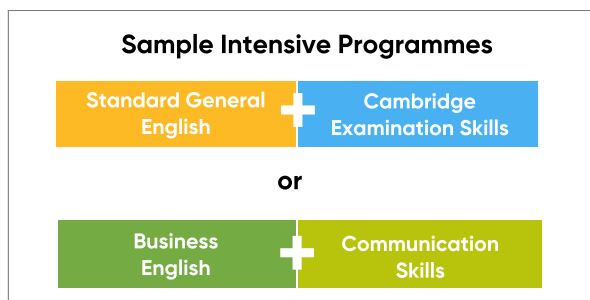 Sample Intensive Programmes
Standard General
English
Cambridge
Examination Skills
or
Business
English
Communication
Skills